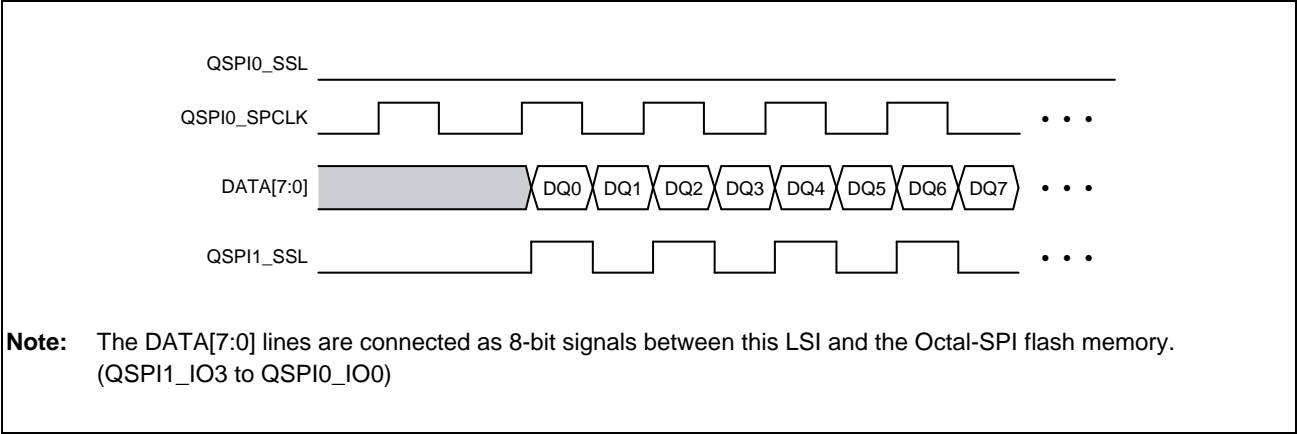 QSPI0_SSL
QSPI0_SPCLK • • •
DATA[7:0] DQ0 DQ1 DQ2 DQ3 DQ4 DQ5 DQ6 DQ7 • • •
QSPI1_SSL • • •
Note: The DATA[7:0] lines are connected as 8-bit signals between this LSI and the Octal-SPI flash memory.
(QSPI1_IO3 to QSPI0_IO0)